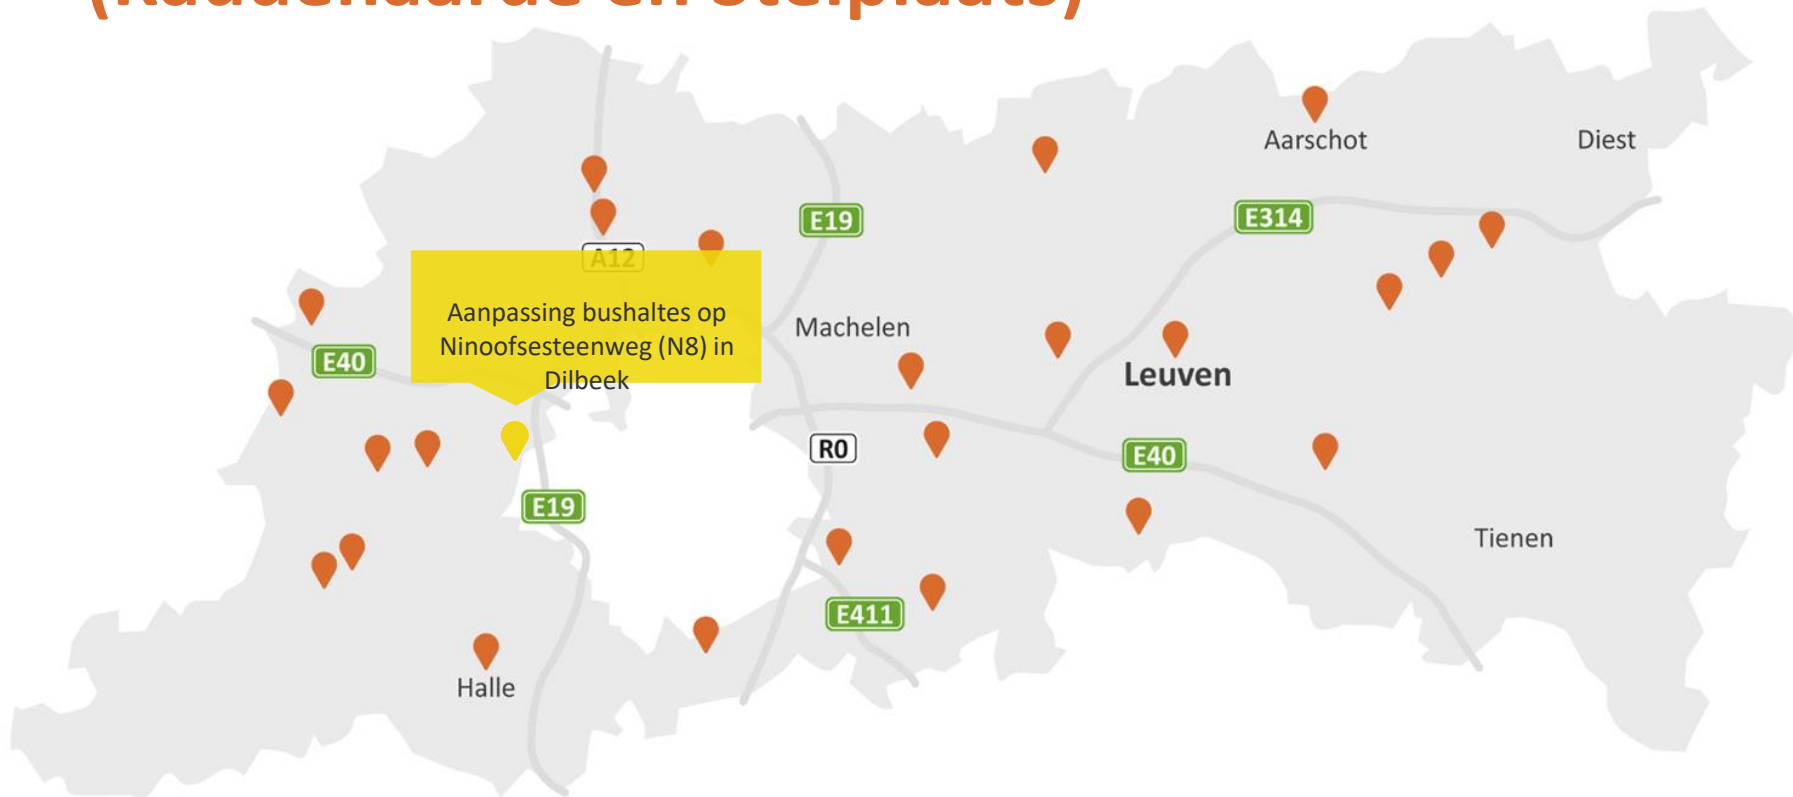 Aarschot
Diest
E19
E314
A12
Aanpassing bushaltes op
Ninoofsesteenweg (N8) in
Dilbeek
Machelen
E40
Leuven
R0
E40
E19
Tienen
E411
Halle